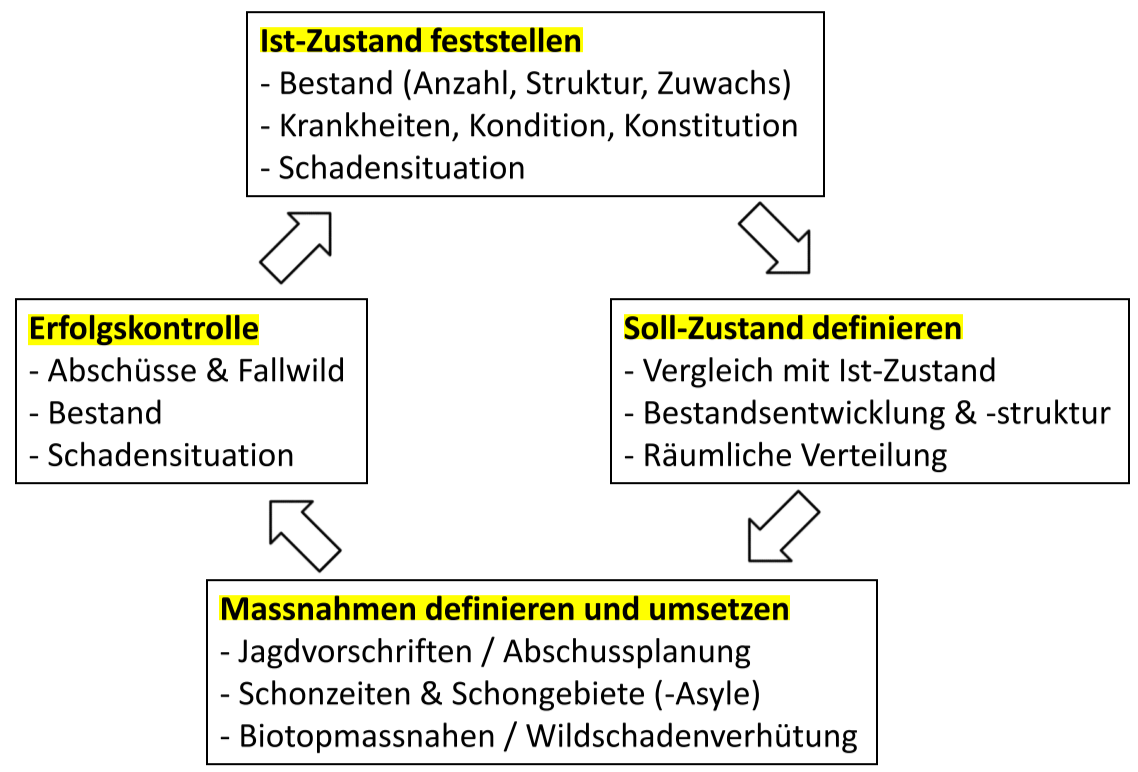 Ist-Zustand feststellen
- Bestand (Anzahl, Struktur, Zuwachs)
- Krankheiten, Kondition, Konstitution
- Schadensituation
Soll-Zustand definieren
- Vergleich mit Ist-Zustand
- Bestandsentwicklung & -struktur
- Räumliche Verteilung
Massnahmen definieren und umsetzen
- Jagdvorschriften / Abschussplanung
- Schonzeiten & Schongebiete (-Asyle)
- Biotopmassnahen / Wildschadenverhütung
Erfolgskontrolle
- Abschüsse & Fallwild
- Bestand
- Schadensituation